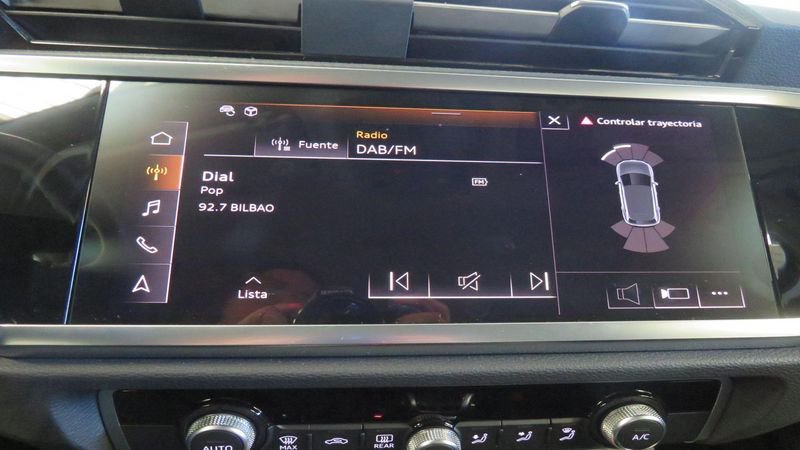 Radio
Fuente
DAB/FM
Dial
FM
Pop
92.7 BILBAO
Lista
Controlar trayectoria
AUTO
MAX
REAR
A/C